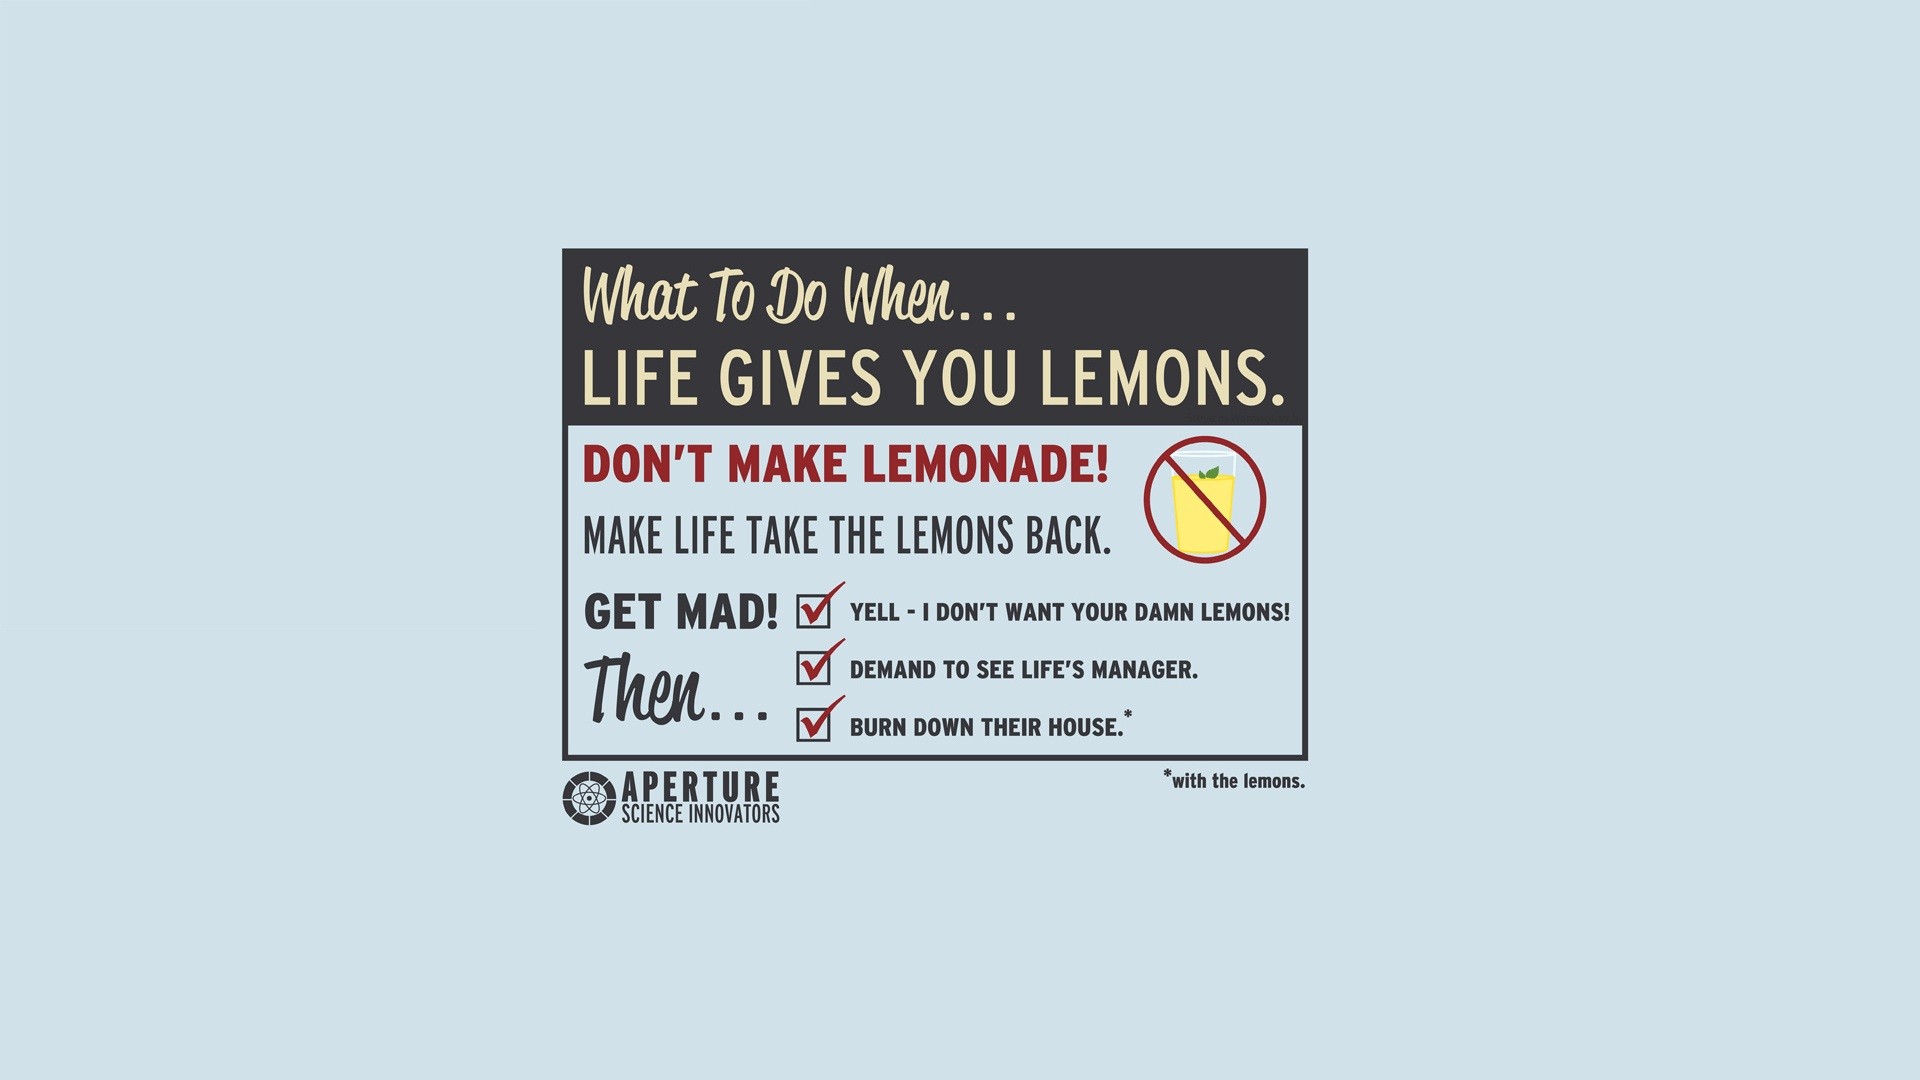 What To Do When...
LIFE GIVES YOU LEMONS.
DON'T MAKE LEMONADE!
MAKE LIFE TAKE THE LEMONS BACK.
GET MAD!
Then...
YELL - I DON'T WANT YOUR DAMN LEMONS!
DEMAND TO SEE LIFE'S MANAGER.
BURN DOWN THEIR HOUSE.*
*with the lemons.
APERTURE
SCIENCE INNOVATORS